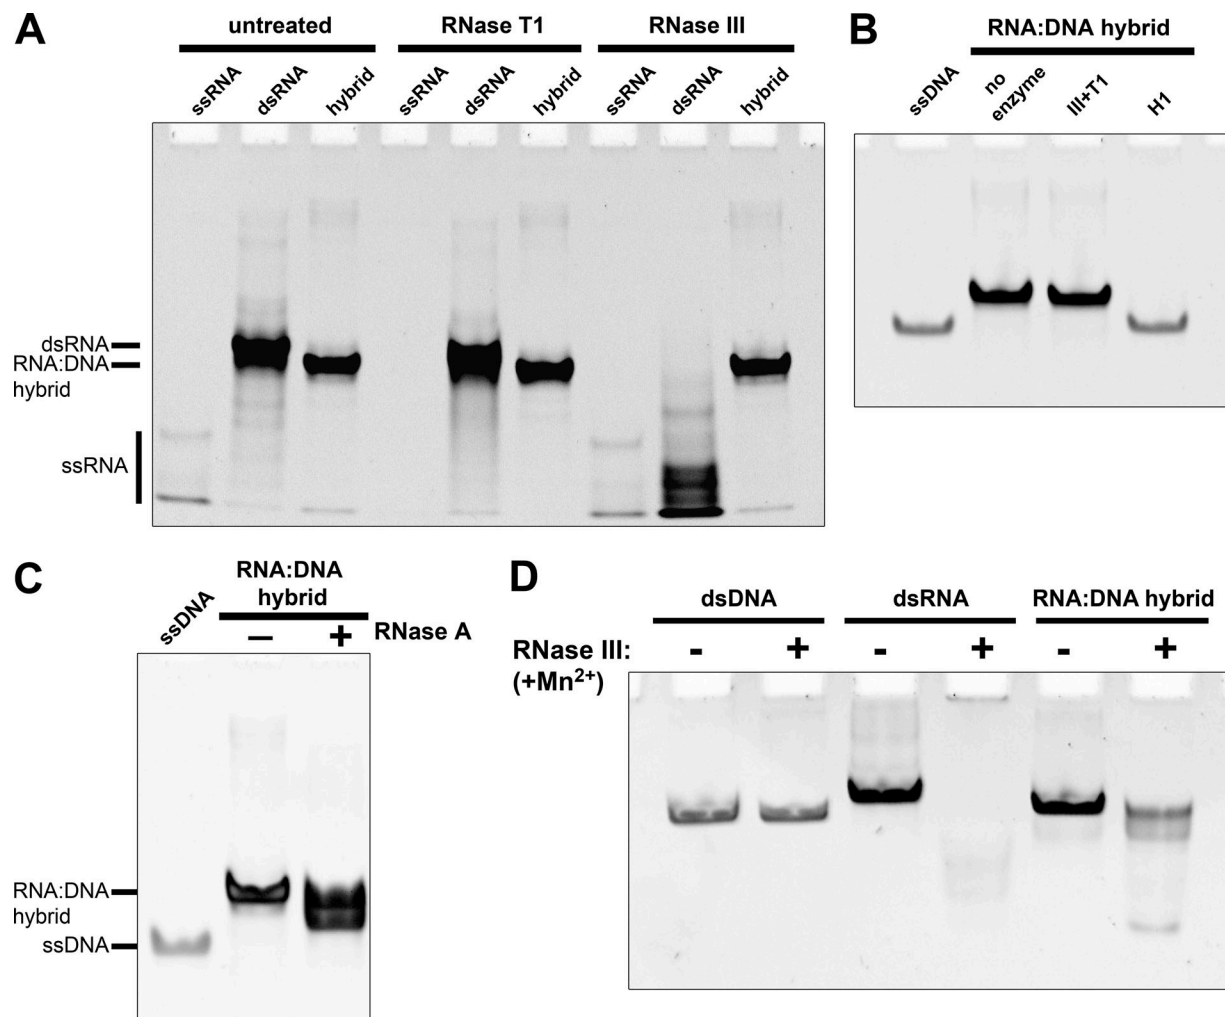 A
untreated
RNase T1
RNase III
ssRNA
dsRNA
hybrid
ssRNA
dsRNA
hybrid
ssRNA
dsRNA
hybrid
dsRNA
RNA:DNA
hybrid
ssRNA
B
RNA:DNA hybrid
ssDNA
no
enzyme
III+T1
H1
C
RNA:DNA
hybrid
ssDNA
– + RNase A
RNA:DNA
hybrid
ssDNA
D
dsDNA
dsRNA
RNA:DNA hybrid
RNase III: - + - + - +
(+Mn²⁺)